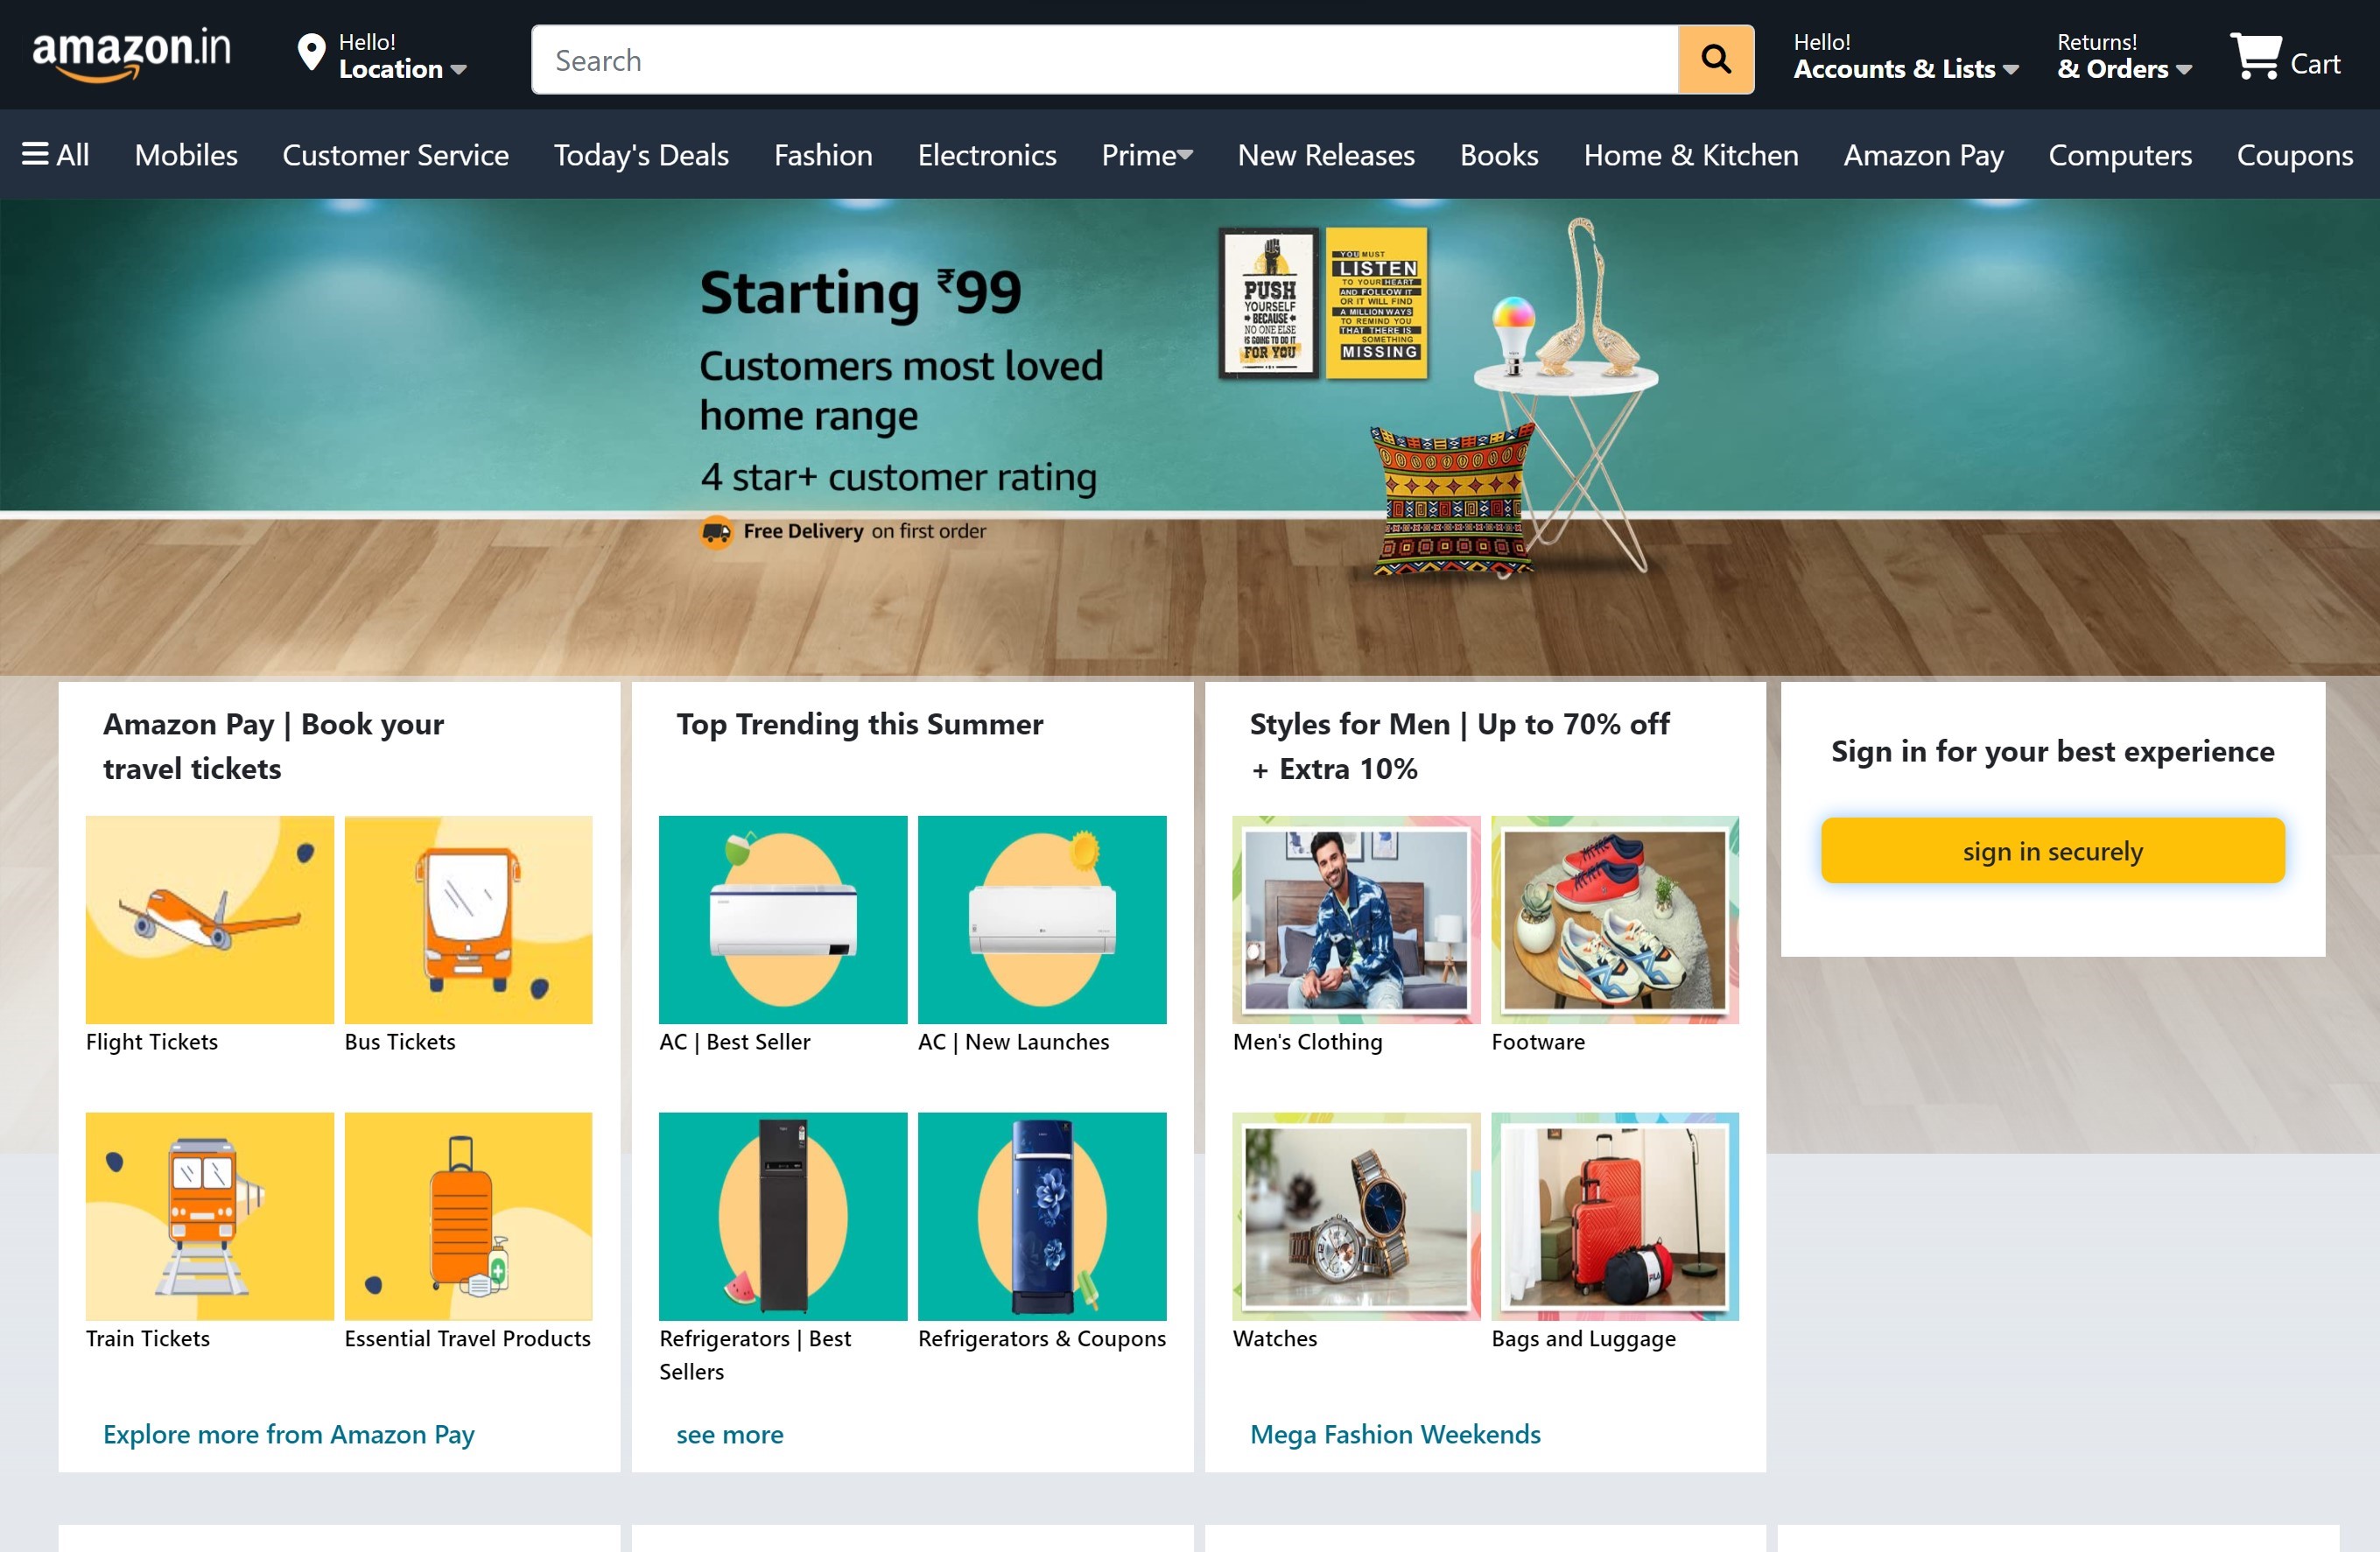 amazon.in
Hello!
Location
Search
Hello!
Accounts & Lists
Returns!
& Orders
Cart
All
Mobiles
Customer Service
Today's Deals
Fashion
Electronics
Prime
New Releases
Books
Home & Kitchen
Amazon Pay
Computers
Coupons
Starting ₹99
Customers most loved
home range
4 star+ customer rating
Free Delivery on first order
PUSH
YOURSELF
BECAUSE
NO ONE ELSE
IS GOING TO DO IT
FOR YOU
YOU MUST
LISTEN
TO YOUR HEART
AND FOLLOW IT
OR IT WILL FIND
A MILLION WAYS
TO REMIND YOU
THAT THERE IS
SOMETHING
MISSING
Amazon Pay | Book your
travel tickets
Flight Tickets
Bus Tickets
Train Tickets
Essential Travel Products
Explore more from Amazon Pay
Top Trending this Summer
AC | Best Seller
AC | New Launches
Refrigerators | Best
Sellers
Refrigerators & Coupons
see more
Styles for Men | Up to 70% off
+ Extra 10%
Men's Clothing
Footware
Watches
FILA
Bags and Luggage
Mega Fashion Weekends
Sign in for your best experience
sign in securely